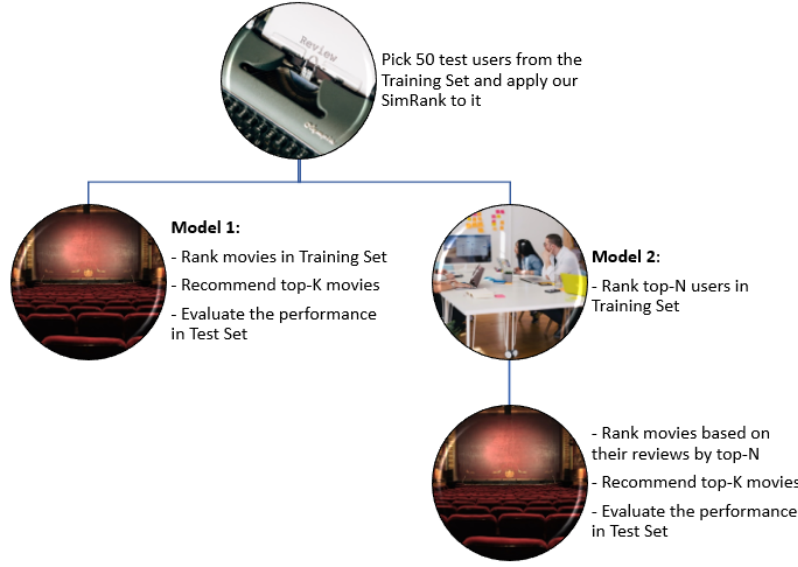 Review
Olympia
Pick 50 test users from the
Training Set and apply our
SimRank to it
Model 1:
- Rank movies in Training Set
- Recommend top-K movies
- Evaluate the performance
in Test Set
Model 2:
- Rank top-N users in
Training Set
- Rank movies based on
their reviews by top-N
- Recommend top-K movies
- Evaluate the performance
in Test Set